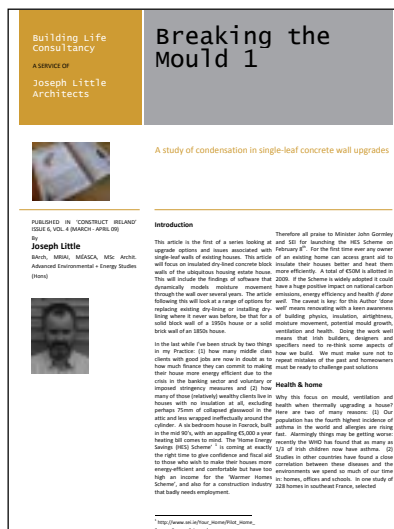 Building Life
Consultancy
A SERVICE OF
Joseph Little
Architects
Breaking the
Mould 1
A study of condensation in single-leaf concrete wall upgrades
PUBLISHED IN 'CONSTRUCT IRELAND'
ISSUE 6, VOL. 4 (MARCH - APRIL 09)
By
Joseph Little
BArch, MRIAI, MÉASCA, MSc Archit.
Advanced Environmental + Energy Studies
(Hons)
Introduction
This article is the first of a series looking at
upgrade options and issues associated with
single-leaf walls of existing houses. This article
will focus on insulated dry-lined concrete block
walls of the ubiquitous housing estate house.
This will include the findings of software that
dynamically models moisture movement
through the wall over several years. The article
following this will look at a range of options for
replacing existing dry-lining or installing dry-
lining where it never was before, be that for a
solid block wall of a 1950s house or a solid
brick wall of an 1850s house.
In the last while I've been struck by two things
in my Practice: (1) how many middle class
clients with good jobs are now in doubt as to
how much finance they can commit to making
their house more energy efficient due to the
crisis in the banking sector and voluntary or
imposed stringency measures and (2) how
many of those (relatively) wealthy clients live in
houses with no insulation at all, excluding
perhaps 75mm of collapsed glasswool in the
attic and less wrapped ineffectually around the
cylinder. A six bedroom house in Foxrock, built
in the mid 90's, with an appalling €5,000 a year
heating bill comes to mind. The 'Home Energy
Savings (HES) Scheme' ¹ is coming at exactly
the right time to give confidence and fiscal aid
to those who wish to make their houses more
energy-efficient and comfortable but have too
high an income for the 'Warmer Homes
Scheme', and also for a construction industry
that badly needs employment.
¹ http://www.sei.ie/Your_Home/Pilot_Home_
Therefore all praise to Minister John Gormley
and SEI for launching the HES Scheme on
February 8th. For the first time ever any owner
of an existing home can access grant aid to
insulate their houses better and heat them
more efficiently. A total of €50M is allotted in
2009. If the Scheme is widely adopted it could
have a huge positive impact on national carbon
emissions, energy efficiency and health if done
well. The caveat is key: for this Author 'done
well' means renovating with a keen awareness
of building physics, insulation, airtightness,
moisture movement, potential mould growth,
ventilation and health. Doing the work well
means that Irish builders, designers and
specifiers need to re-think some aspects of
how we build. We must make sure not to
repeat mistakes of the past and homeowners
must be ready to challenge past solutions
Health & home
Why this focus on mould, ventilation and
health when thermally upgrading a house?
Here are two of many reasons: (1) Our
population has the fourth highest incidence of
asthma in the world and allergies are rising
fast. Alarmingly things may be getting worse:
recently the WHO has found that as many as
1/3 of Irish children now have asthma. (2)
Studies in other countries have found a close
correlation between these diseases and the
environments we spend so much of our time
in: homes, offices and schools. In one study of
328 homes in southeast France, selected